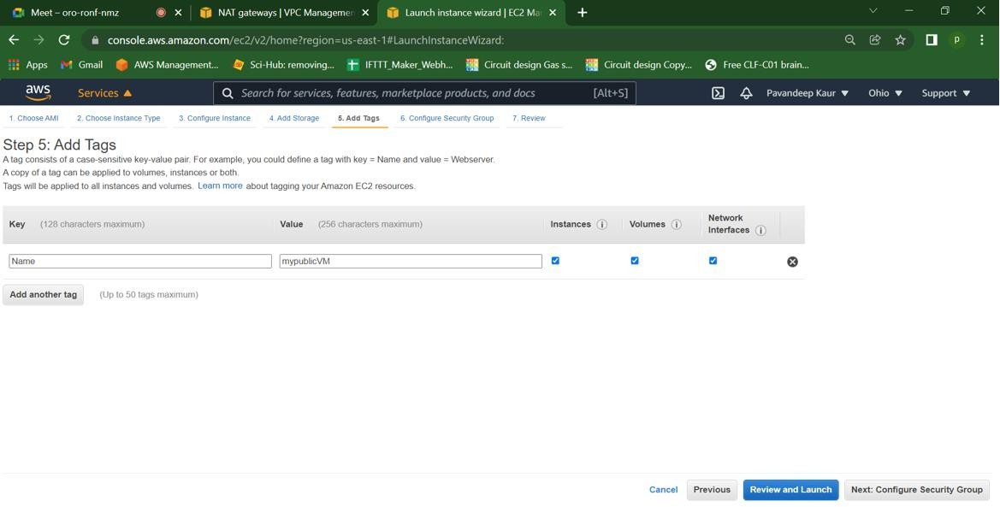 Meet – oro-ronf-nmz
NAT gateways | VPC Managemen
Launch instance wizard | EC2 Ma
console.aws.amazon.com/ec2/v2/home?region=us-east-1#LaunchInstanceWizard:
p
Apps
Gmail
AWS Management...
Sci-Hub: removing...
IFTTT_Maker_Webh...
Circuit design Gas s...
Circuit design Copy...
Free CLF-C01 brain...
aws
Services
Search for services, features, marketplace products, and docs
[Alt+S]
Pavandeep Kaur
Ohio
Support
1. Choose AMI
2. Choose Instance Type
3. Configure Instance
4. Add Storage
5. Add Tags
6. Configure Security Group
7. Review
Step 5: Add Tags
A tag consists of a case-sensitive key-value pair. For example, you could define a tag with key = Name and value = Webserver.
A copy of a tag can be applied to volumes, instances or both.
Tags will be applied to all instances and volumes. Learn more about tagging your Amazon EC2 resources.
Key (128 characters maximum)
Value (256 characters maximum)
Instances
Volumes
Network
Interfaces
Name
mypublicVM
Add another tag
(Up to 50 tags maximum)
Cancel
Previous
Review and Launch
Next: Configure Security Group